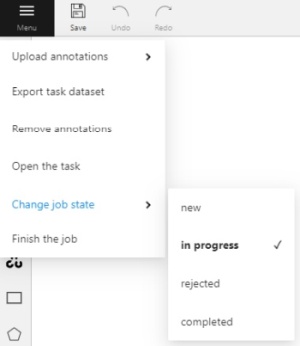 Menu
Save
Undo
Redo
Upload annotations
Export task dataset
Remove annotations
Open the task
Change job state
Finish the job
new
in progress
rejected
completed